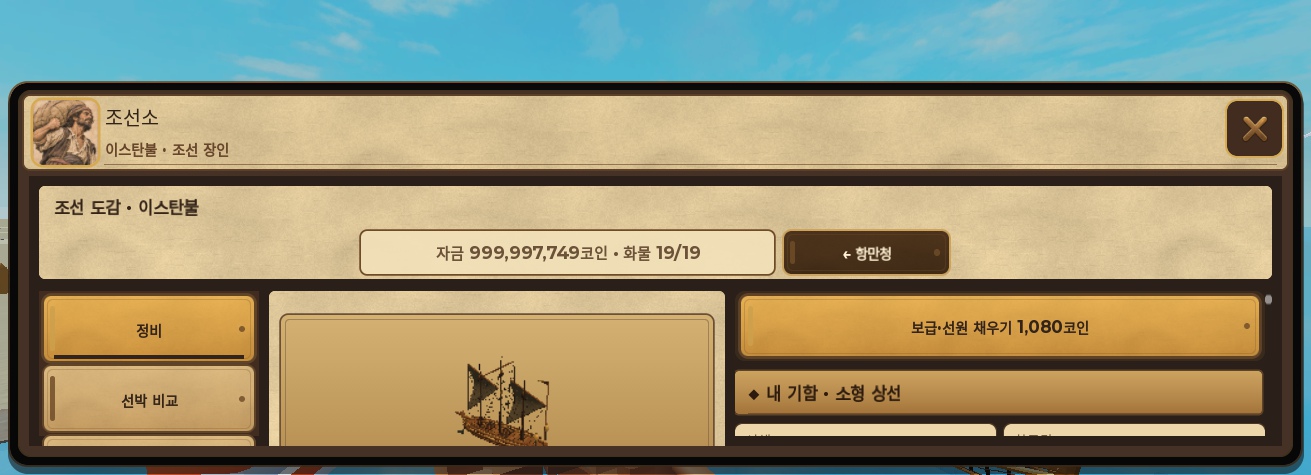 조선소
이스탄불 • 조선 장인
조선 도감 • 이스탄불
자금 999,997,749코인 • 화물 19/19
← 항만청
정비
보급•선원 채우기 1,080코인
선박 비교
◆ 내 기함 • 소형 상선